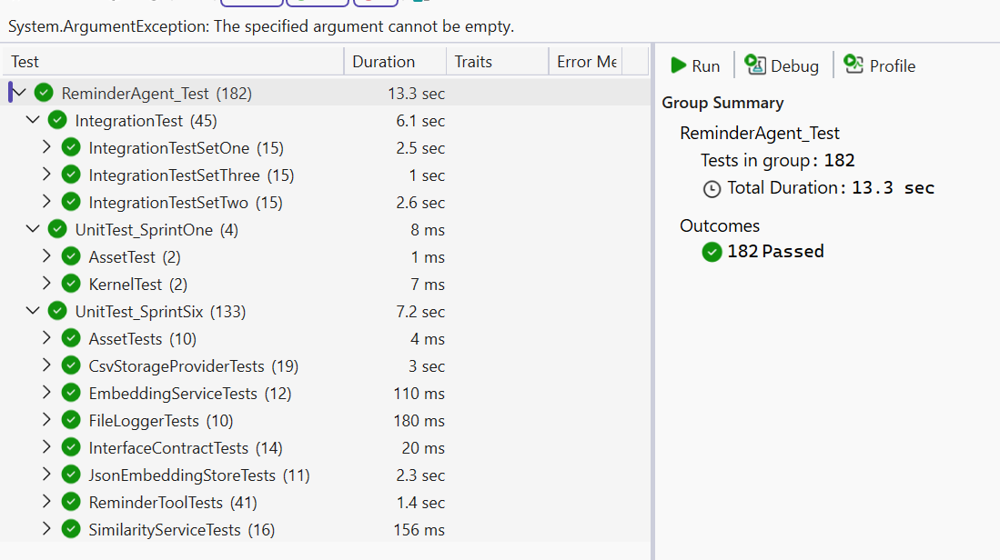 System.ArgumentException: The specified argument cannot be empty.
Test Duration Traits Error Me
ReminderAgent_Test (182) 13.3 sec
IntegrationTest (45) 6.1 sec
IntegrationTestSetOne (15) 2.5 sec
IntegrationTestSetThree (15) 1 sec
IntegrationTestSetTwo (15) 2.6 sec
UnitTest_SprintOne (4) 8 ms
AssetTest (2) 1 ms
KernelTest (2) 7 ms
UnitTest_SprintSix (133) 7.2 sec
AssetTests (10) 4 ms
CsvStorageProviderTests (19) 3 sec
EmbeddingServiceTests (12) 110 ms
FileLoggerTests (10) 180 ms
InterfaceContractTests (14) 20 ms
JsonEmbeddingStoreTests (11) 2.3 sec
ReminderToolTests (41) 1.4 sec
SimilarityServiceTests (16) 156 ms
Run Debug Profile
Group Summary
ReminderAgent_Test
Tests in group: 182
Total Duration: 13.3 sec
Outcomes
182 Passed